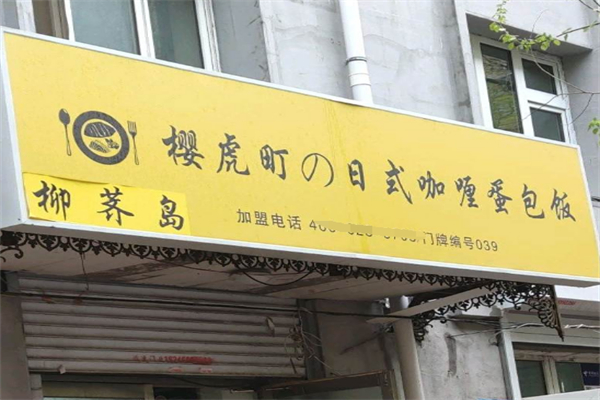 樱虎町の日式咖喱蛋包饭
柳荞岛
加盟电话 门牌编号039